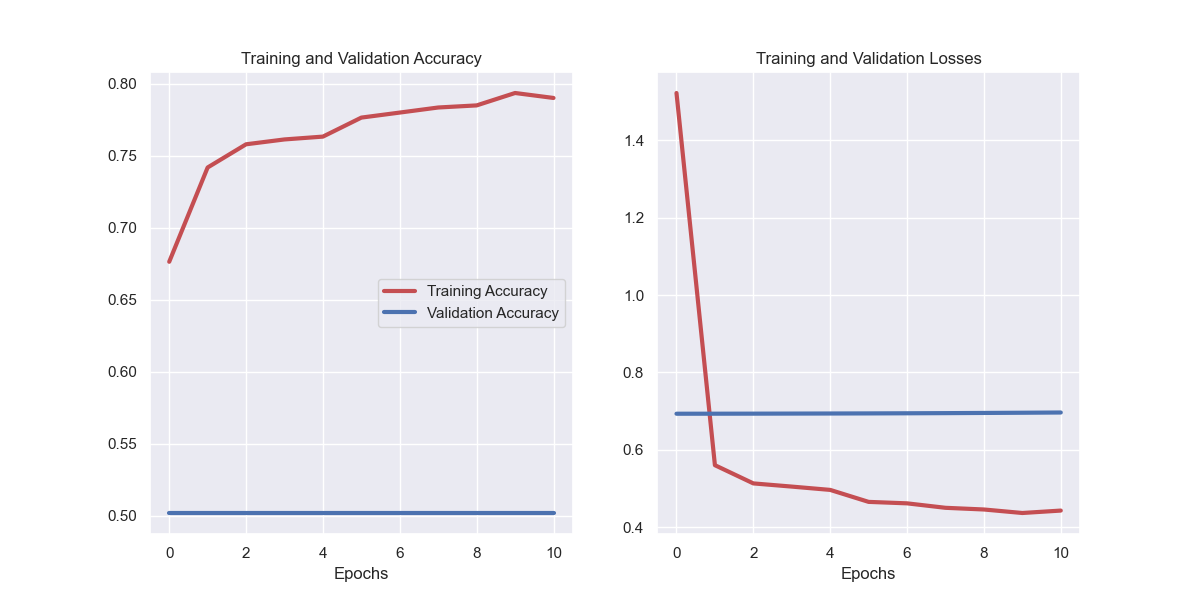 Training and Validation Accuracy
0.80
0.75
0.70
0.65
0.60
0.55
0.50
Training Accuracy
Validation Accuracy
0 2 4 6 8 10
Epochs
Training and Validation Losses
1.4
1.2
1.0
0.8
0.6
0.4
0 2 4 6 8 10
Epochs